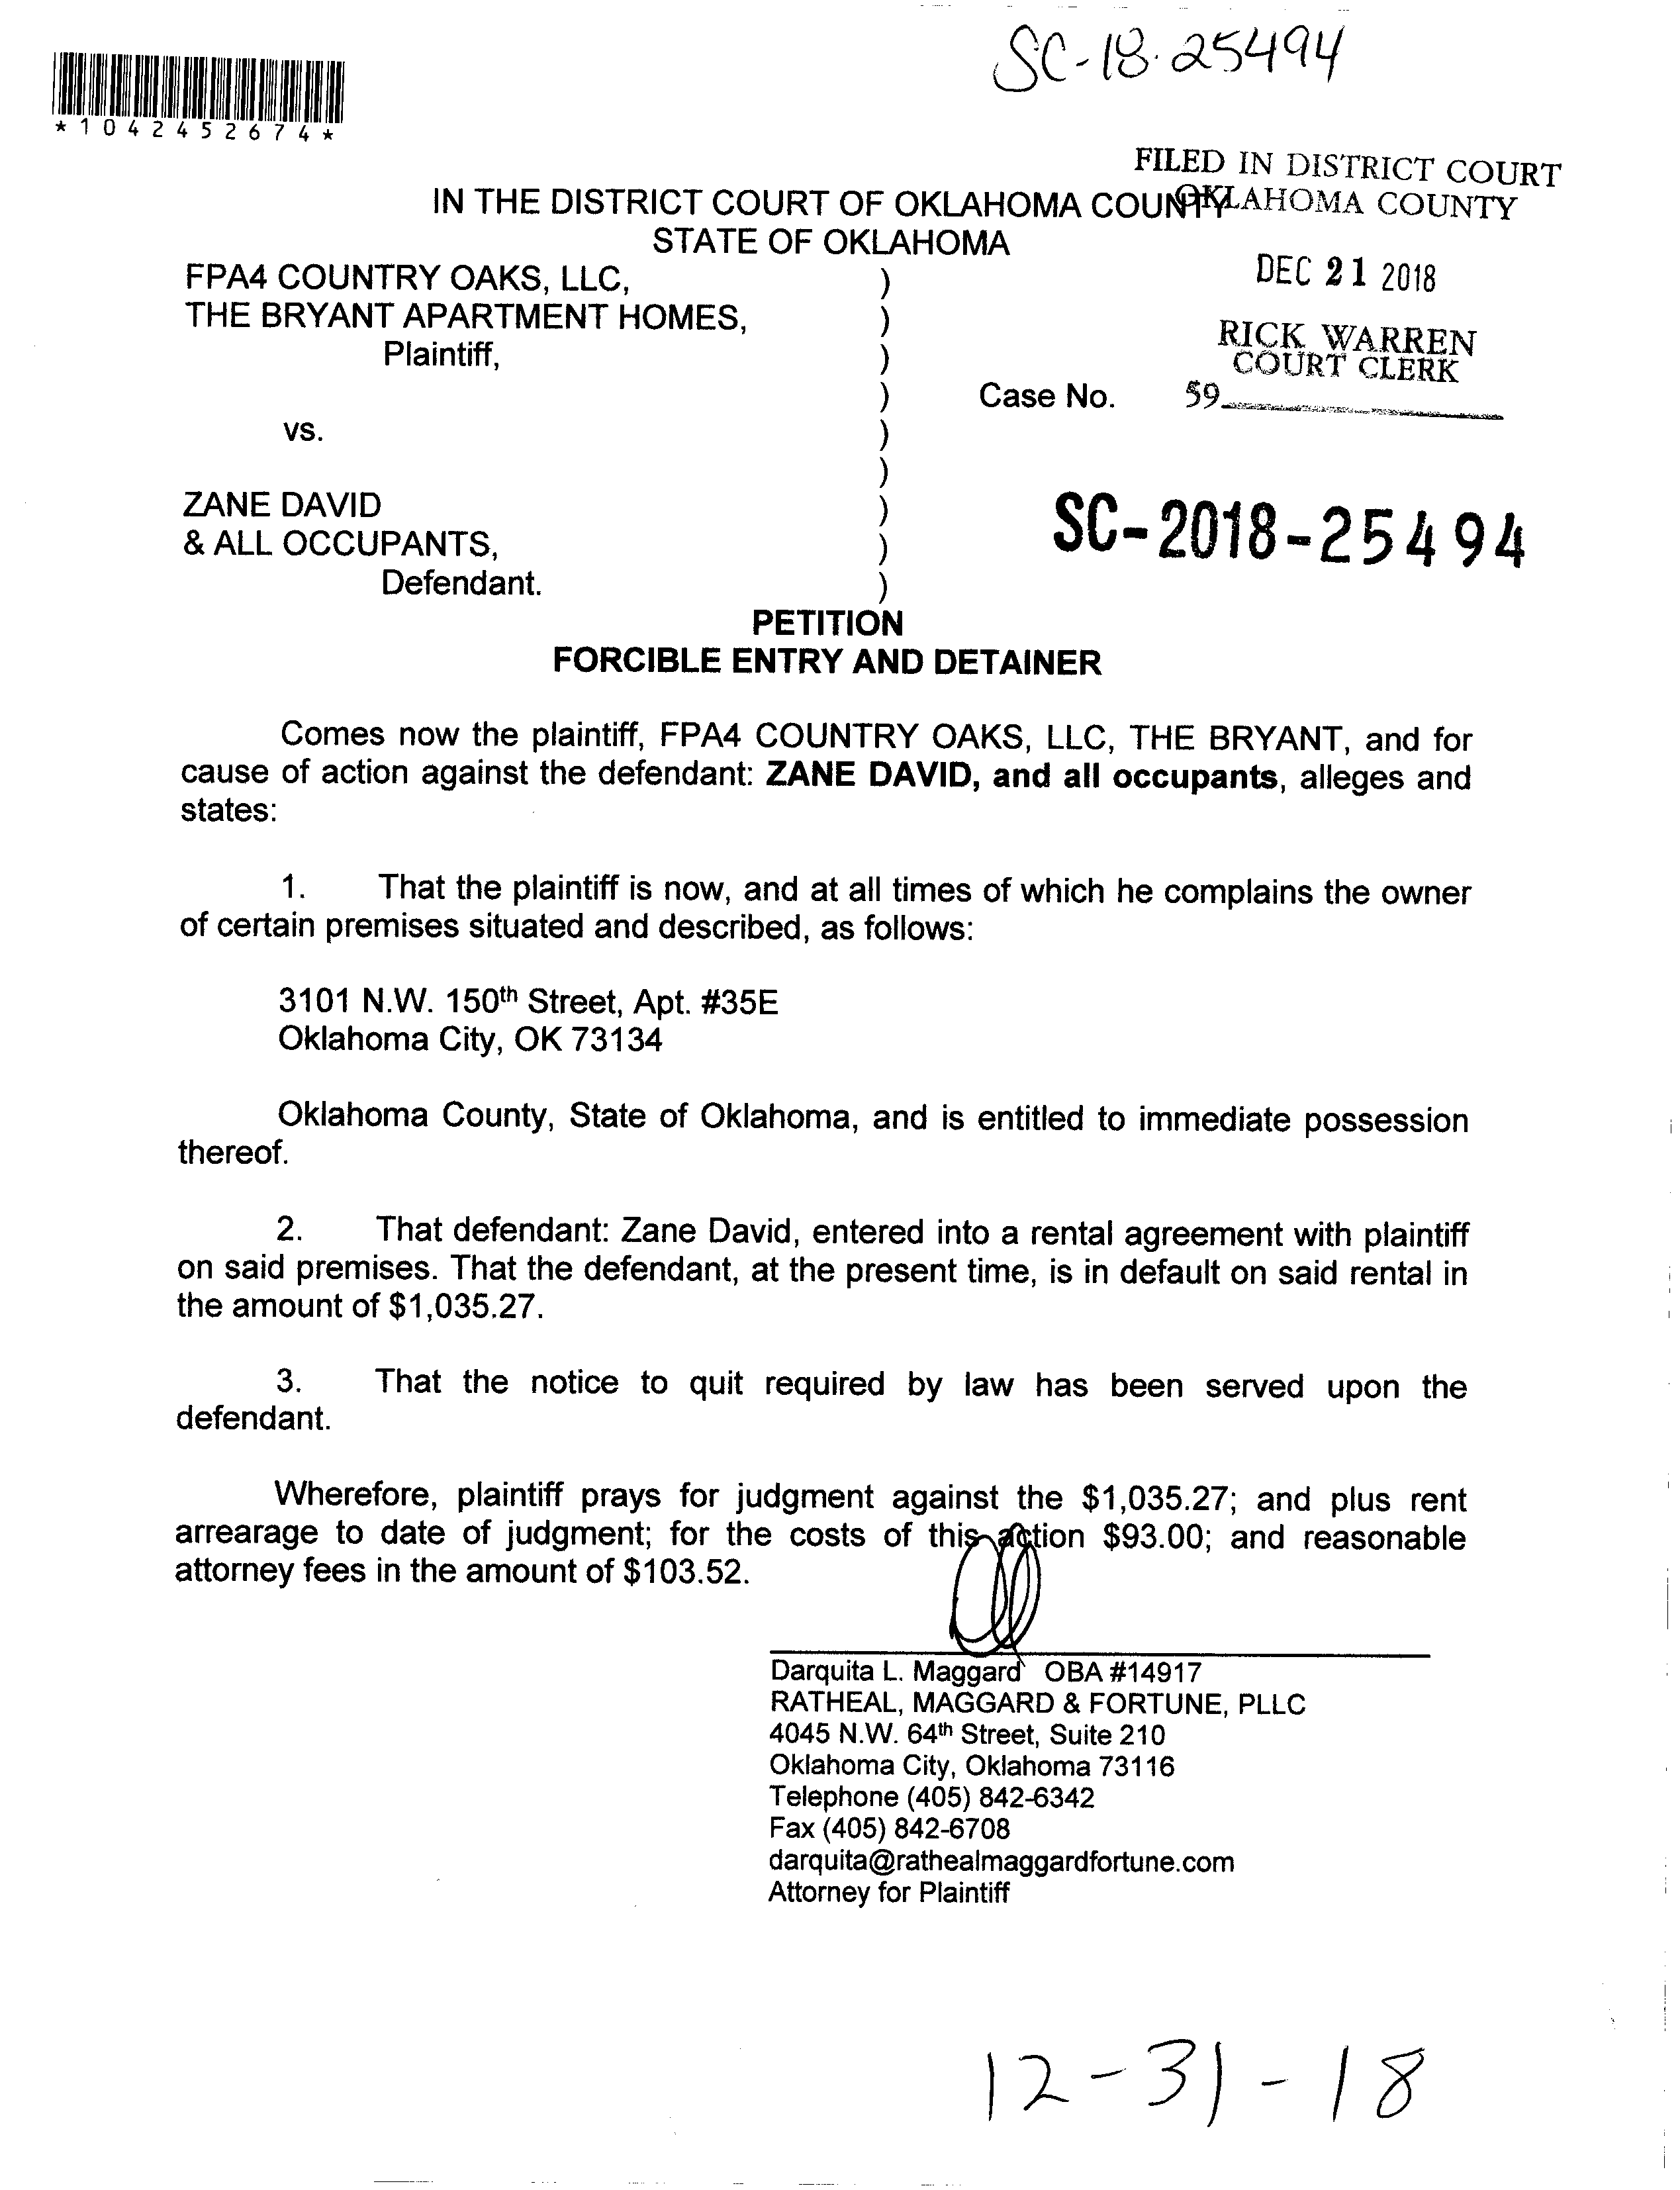 SC-18-25494
*1042452674*
FILED IN DISTRICT COURT
OKLAHOMA COUNTY
IN THE DISTRICT COURT OF OKLAHOMA COUNTY
STATE OF OKLAHOMA
DEC 21 2018
RICK WARREN
COURT CLERK
FPA4 COUNTRY OAKS, LLC, )
THE BRYANT APARTMENT HOMES, )
Plaintiff, )
) Case No. 59
vs. )
)
ZANE DAVID )
& ALL OCCUPANTS, ) SC-2018-25494
Defendant. )
PETITION
FORCIBLE ENTRY AND DETAINER
Comes now the plaintiff, FPA4 COUNTRY OAKS, LLC, THE BRYANT, and for
cause of action against the defendant: ZANE DAVID, and all occupants, alleges and
states:
1. That the plaintiff is now, and at all times of which he complains the owner
of certain premises situated and described, as follows:
3101 N.W. 150th Street, Apt. #35E
Oklahoma City, OK 73134
Oklahoma County, State of Oklahoma, and is entitled to immediate possession
thereof.
2. That defendant: Zane David, entered into a rental agreement with plaintiff
on said premises. That the defendant, at the present time, is in default on said rental in
the amount of $1,035.27.
3. That the notice to quit required by law has been served upon the
defendant.
Wherefore, plaintiff prays for judgment against the $1,035.27; and plus rent
arrearage to date of judgment; for the costs of this action $93.00; and reasonable
attorney fees in the amount of $103.52.
Darquita L. Maggard OBA #14917
RATHEAL, MAGGARD & FORTUNE, PLLC
4045 N.W. 64th Street, Suite 210
Oklahoma City, Oklahoma 73116
Telephone (405) 842-6342
Fax (405) 842-6708
darquita@rathealmaggardfortune.com
Attorney for Plaintiff
12-31-18